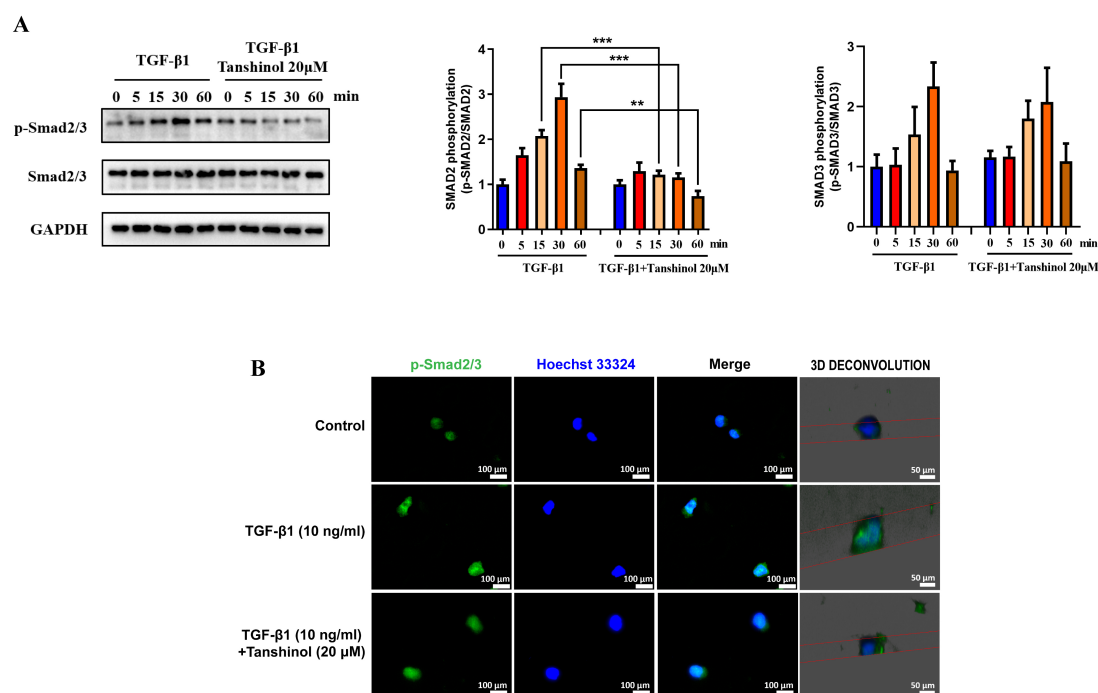 A
TGF-β1
TGF-β1
Tanshinol 20μM
0 5 15 30 60 0 5 15 30 60 min
p-Smad2/3
Smad2/3
GAPDH
SMAD2 phosphorylation
(p-SMAD2/SMAD2)
4
3
2
1
0
***
***
**
0 5 15 30 60 0 5 15 30 60 min
TGF-β1 TGF-β1+Tanshinol 20μM
SMAD3 phosphorylation
(p-SMAD3/SMAD3)
3
2
1
0
0 5 15 30 60 0 5 15 30 60 min
TGF-β1 TGF-β1+Tanshinol 20μM
B
p-Smad2/3 Hoechst 33324 Merge 3D DECONVOLUTION
Control
100 μm 100 μm 100 μm 50 μm
TGF-β1 (10 ng/ml)
100 μm 100 μm 100 μm 50 μm
TGF-β1 (10 ng/ml)
+Tanshinol (20 μM)
100 μm 100 μm 100 μm 50 μm